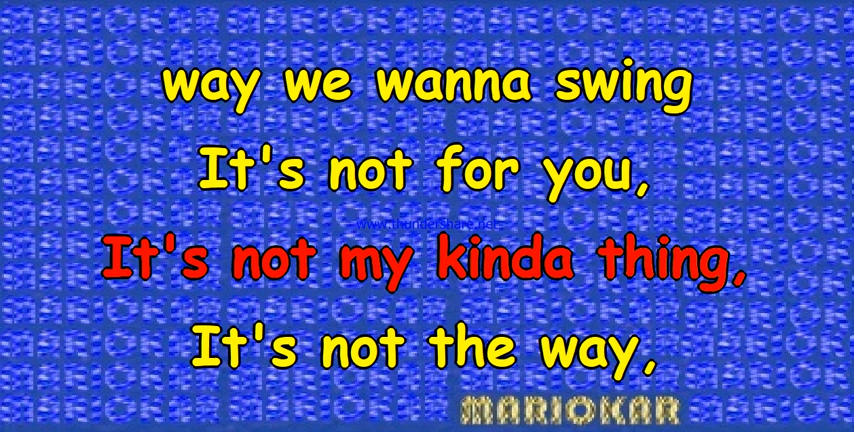 way we wanna swing
It's not for you,
www.thundershare.net
It's not my kinda thing,
It's not the way,
MARIOKAR